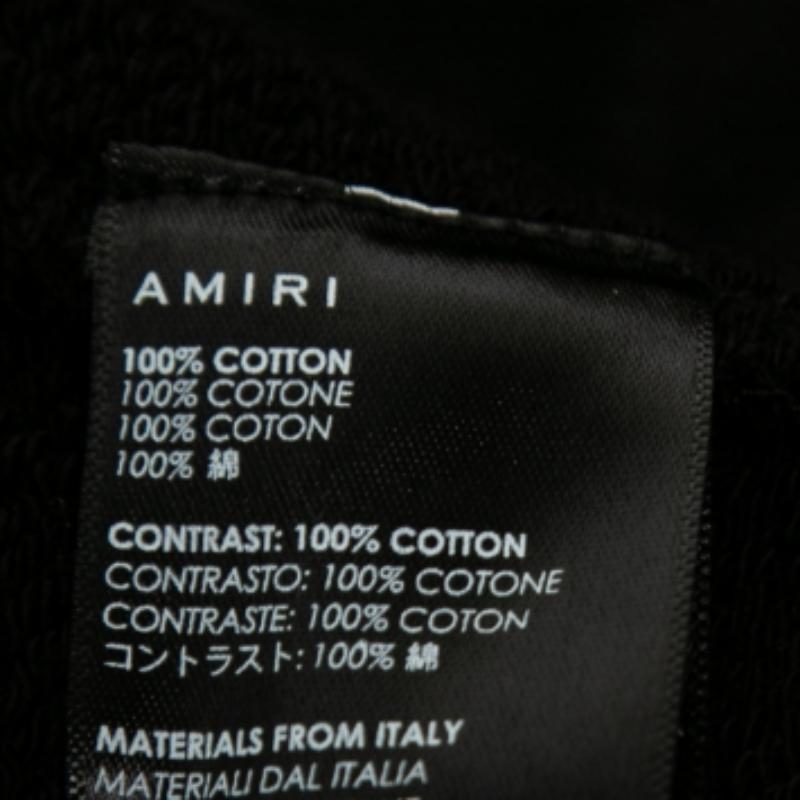 AMIRI
100% COTTON
100% COTONE
100% COTON
100% 綿
CONTRAST: 100% COTTON
CONTRASTO: 100% COTONE
CONTRASTE: 100% COTON
コントラスト: 100% 綿
MATERIALS FROM ITALY
MATERIALI DAL ITALIA